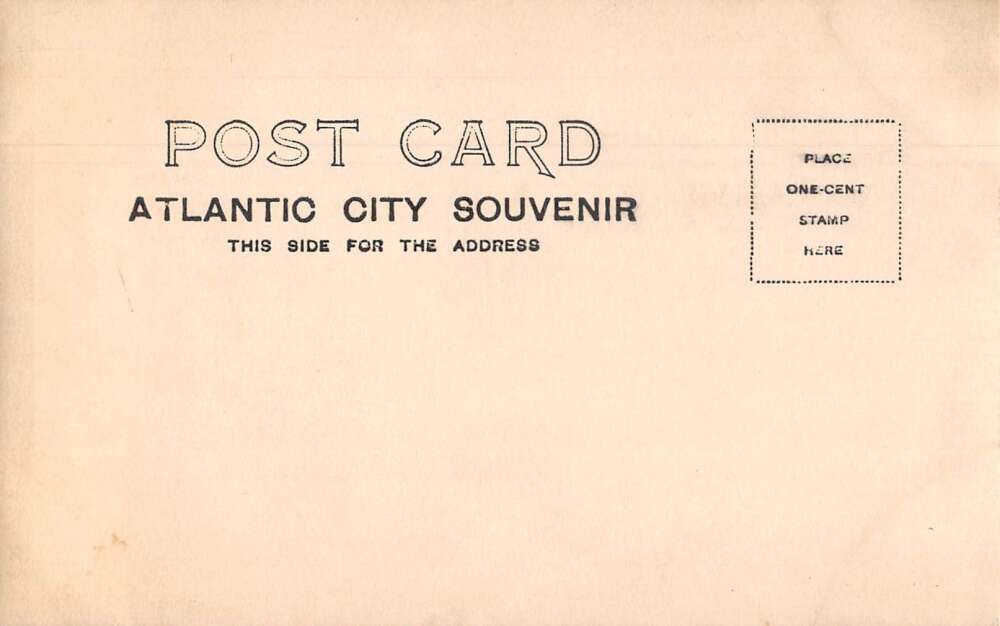 POST CARD
ATLANTIC CITY SOUVENIR
THIS SIDE FOR THE ADDRESS
PLACE
ONE-CENT
STAMP
HERE